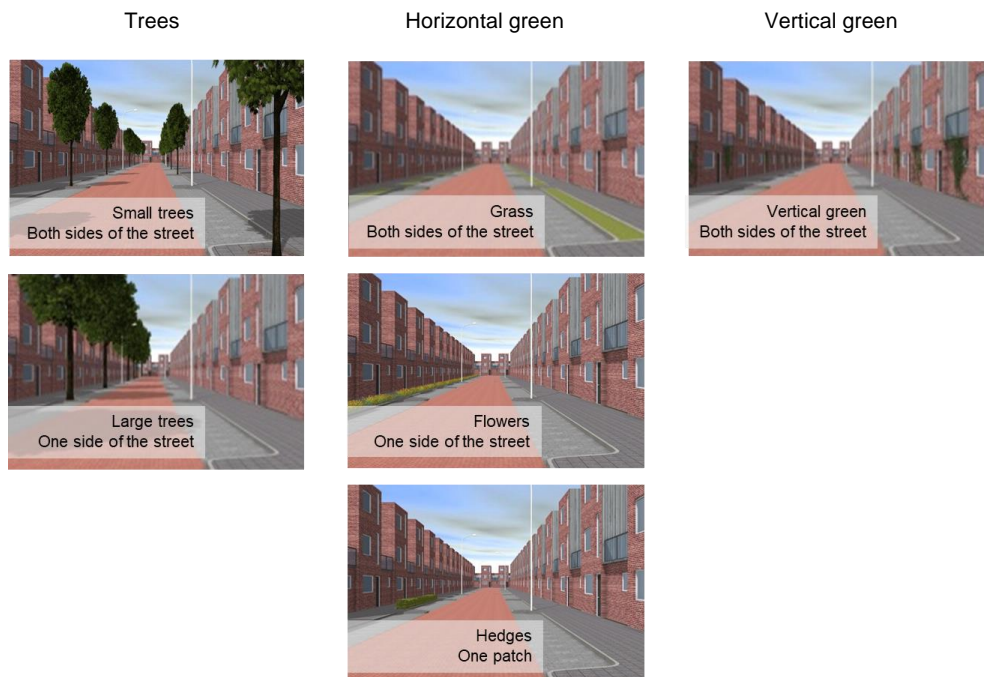 Trees
Horizontal green
Vertical green
Small trees
Both sides of the street
Grass
Both sides of the street
Vertical green
Both sides of the street
Large trees
One side of the street
Flowers
One side of the street
Hedges
One patch